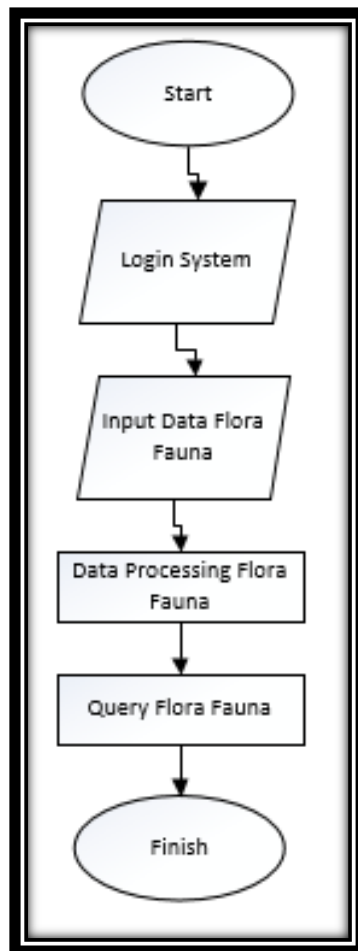 Start
Login System
Input Data Flora
Fauna
Data Processing Flora
Fauna
Query Flora Fauna
Finish